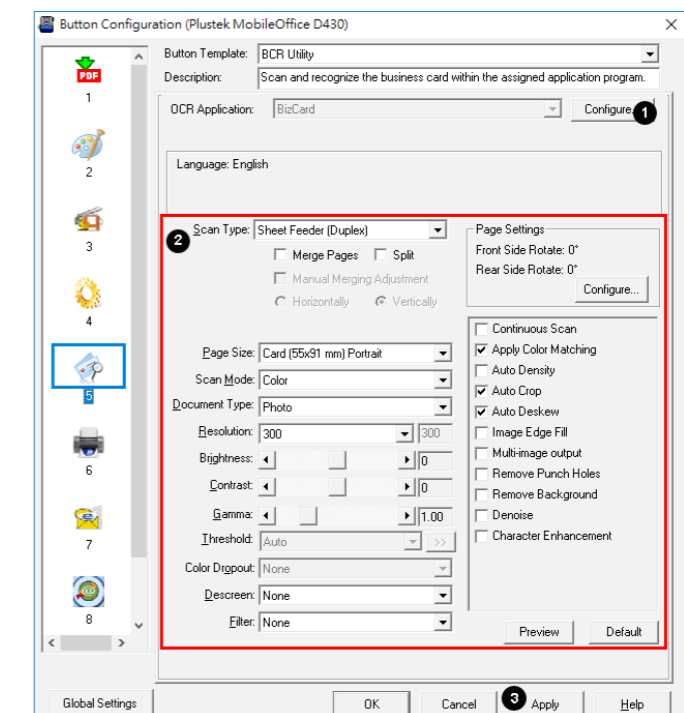 Button Configuration (Plustek MobileOffice D430)
Button Template: BCR Utility
Description: Scan and recognize the business card within the assigned application program.
PDF
1
2
3
4
5
6
7
8
Global Settings
OCR Application: BizCard Configure. 1
Language: English
2
Scan Type: Sheet Feeder (Duplex)
Merge Pages Split
Manual Merging Adjustment
Horizontally Vertically
Page Size: Card (55x91 mm) Portrait
Scan Mode: Color
Document Type: Photo
Resolution: 300 300
Brightness: 0
Contrast: 0
Gamma: 1.00
Threshold: Auto >>
Color Dropout: None
Descreen: None
Filter: None
Page Settings
Front Side Rotate: 0°
Rear Side Rotate: 0°
Configure...
Continuous Scan
Apply Color Matching
Auto Density
Auto Crop
Auto Deskew
Image Edge Fill
Multi-image output
Remove Punch Holes
Remove Background
Denoise
Character Enhancement
Preview Default
OK Cancel 3 Apply Help